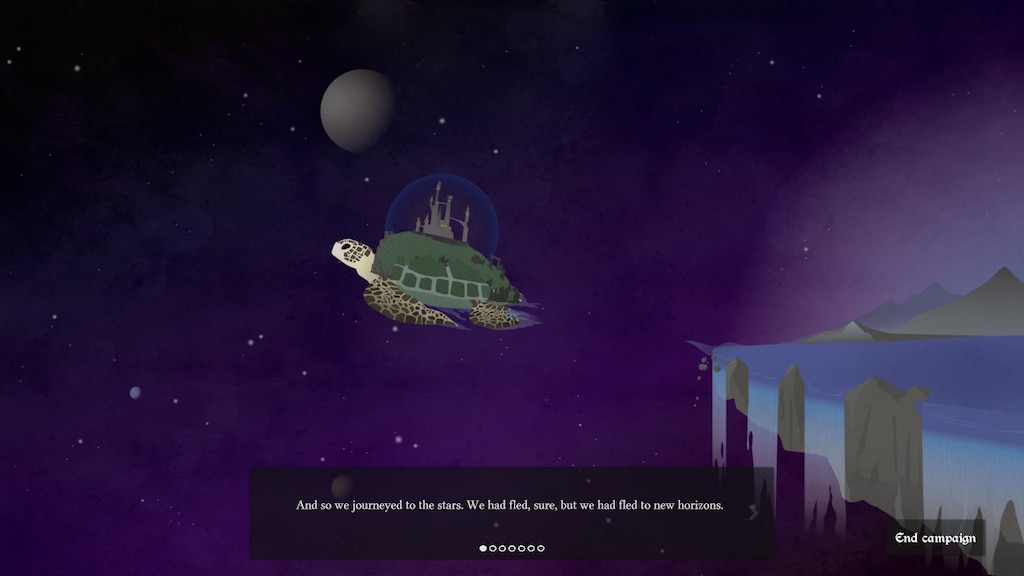 And so we journeyed to the stars. We had fled, sure, but we had fled to new horizons.
End campaign